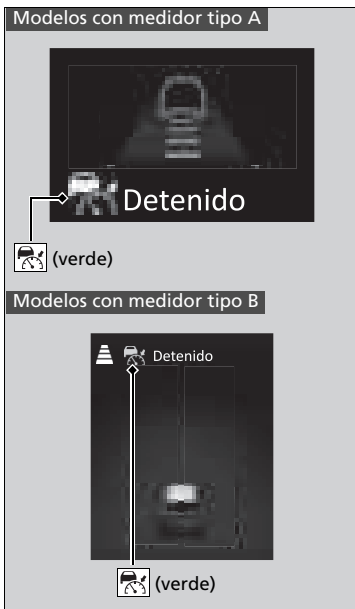 Modelos con medidor tipo A
Detenido
(verde)
Modelos con medidor tipo B
Detenido
(verde)